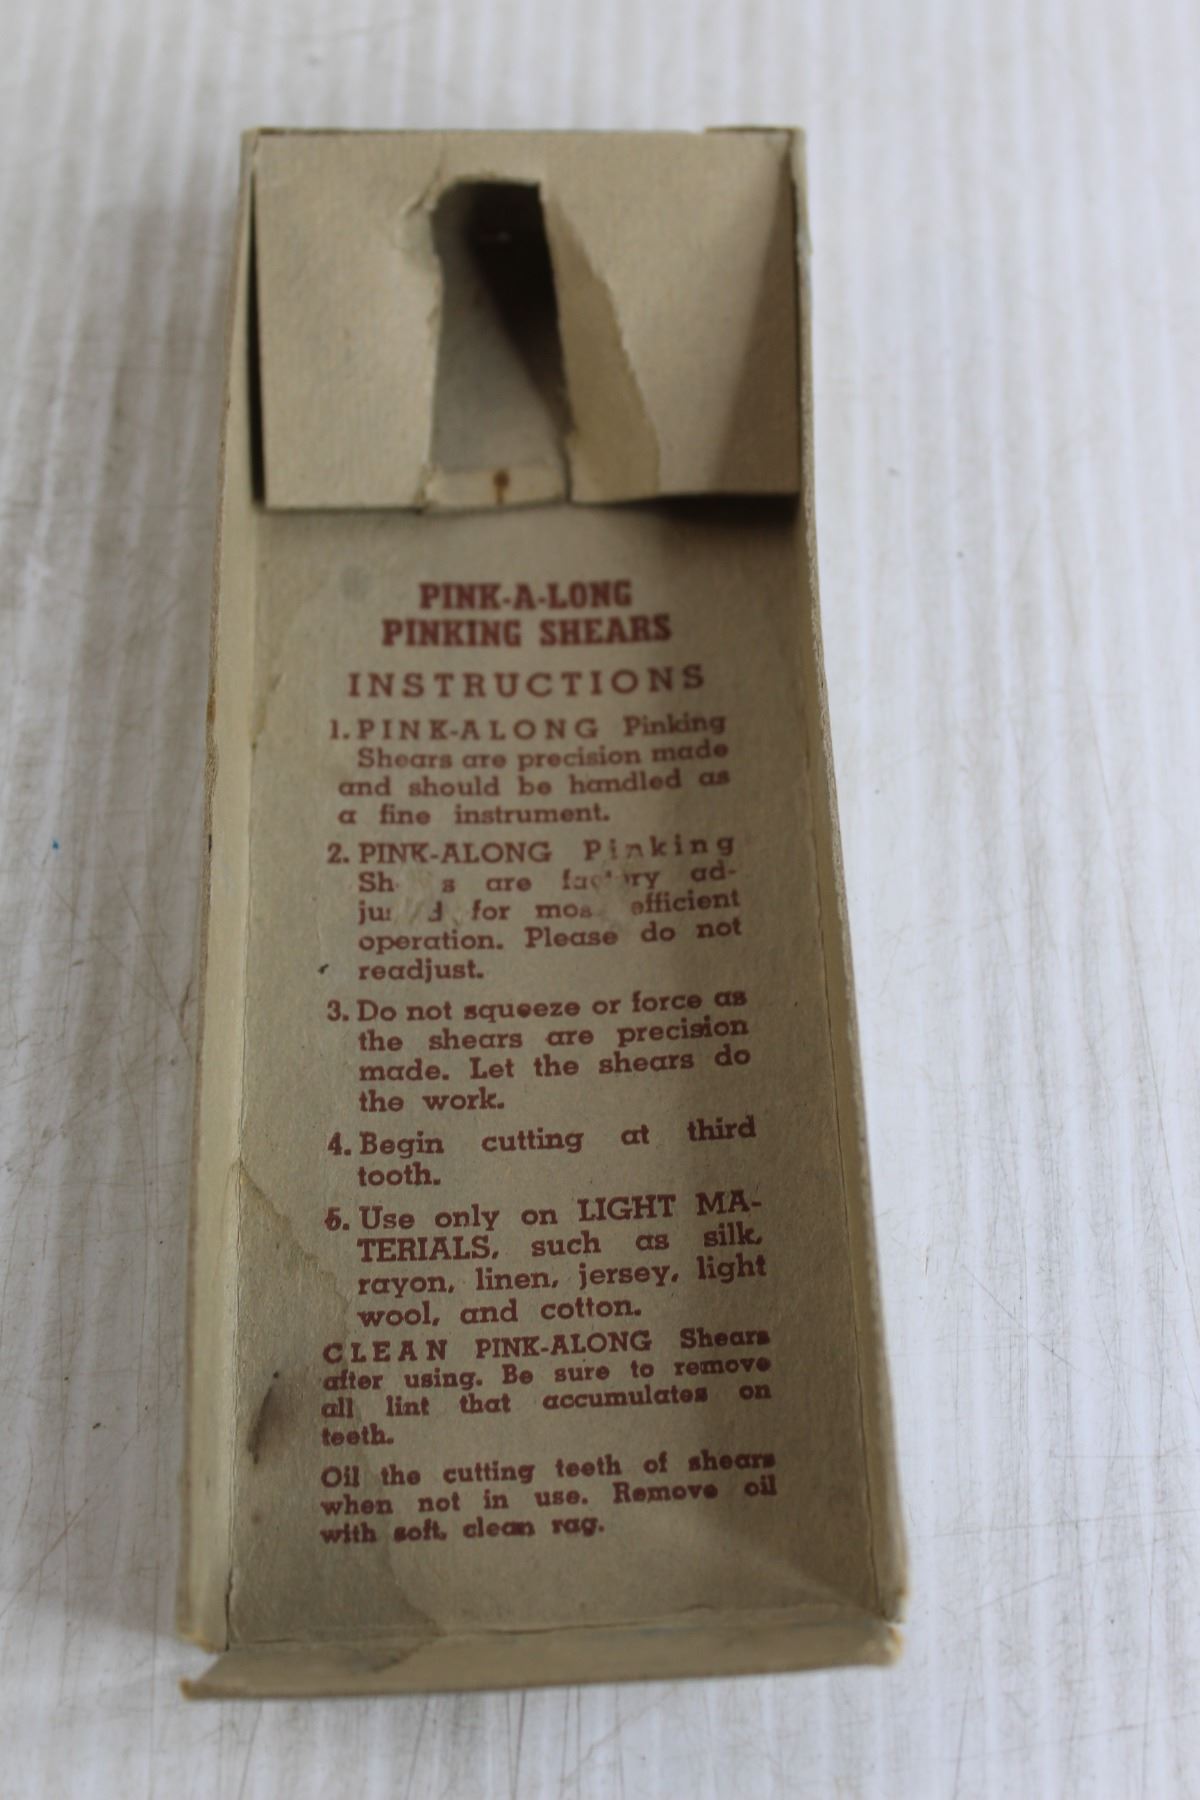 PINK-A-LONG
PINKING SHEARS
INSTRUCTIONS
1. PINK-ALONG Pinking
Shears are precision made
and should be handled as
a fine instrument.
2. PINK-ALONG Pinking
are ad-
for efficient
operation. Please do not
readjust.
3. Do not squeeze or force as
the shears are precision
made. Let the shears do
the work.
4. Begin cutting at third
tooth.
5. Use only on LIGHT MA-
TERIALS, such as silk,
rayon, linen, jersey, light
wool, and cotton.
CLEAN PINK-ALONG Shears
after using. Be sure to remove
all lint that accumulates on
teeth.
Oil the cutting teeth of shears
when not in use. Remove oil
with soft, clean rag.